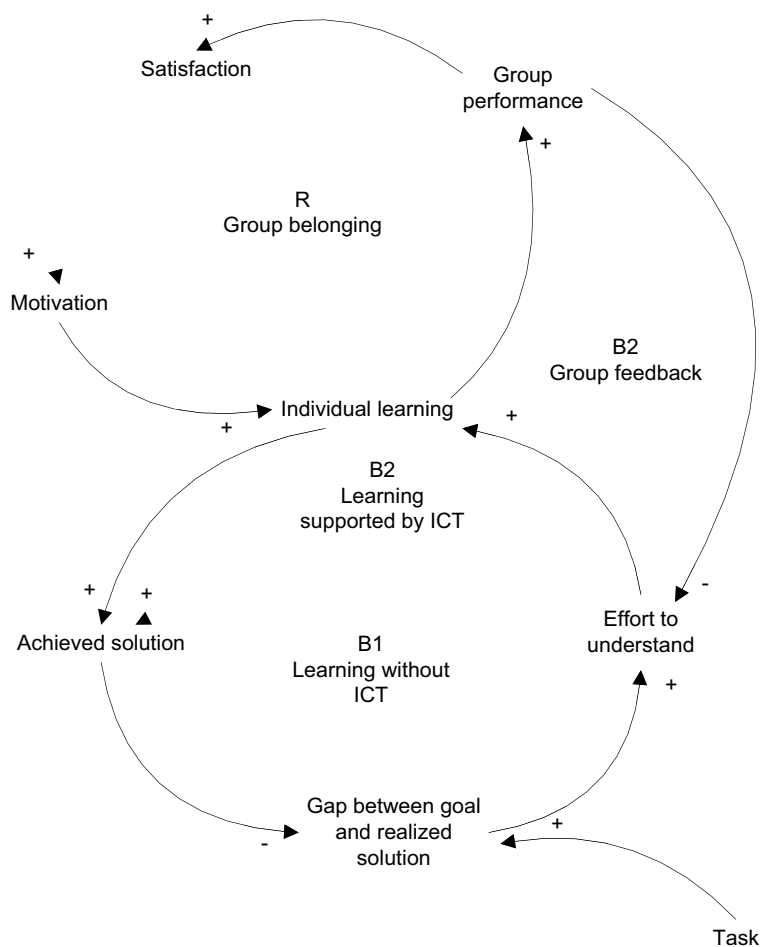 +
Satisfaction
Group
performance
+
R
Group belonging
+
Motivation
B2
Group feedback
Individual learning
+
+
B2
Learning
supported by ICT
+
+
-
Achieved solution
Effort to
understand
B1
Learning without
ICT
+
Gap between goal
and realized
solution
+
-
Task